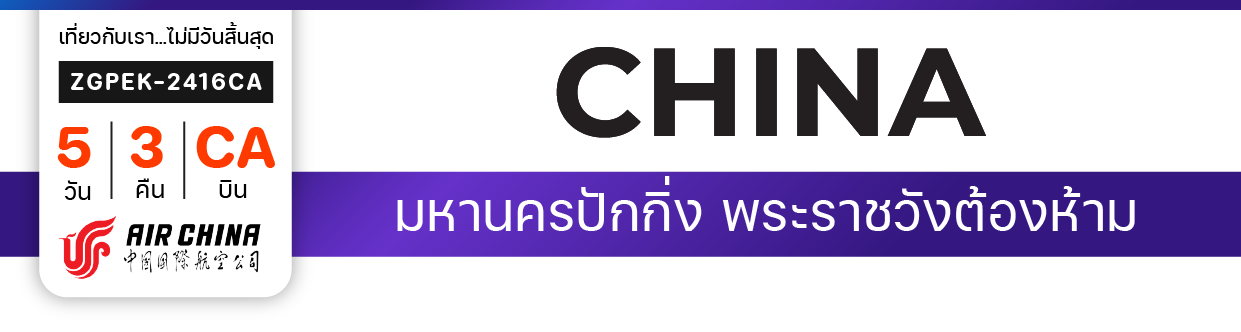 เที่ยวกับเรา...ไม่มีวันสิ้นสุด
ZGPEK-2416CA
5 วัน
3 คืน
CA บิน
AIR CHINA
中国国际航空公司
CHINA
มหานครปักกิ่ง พระราชวังต้องห้าม